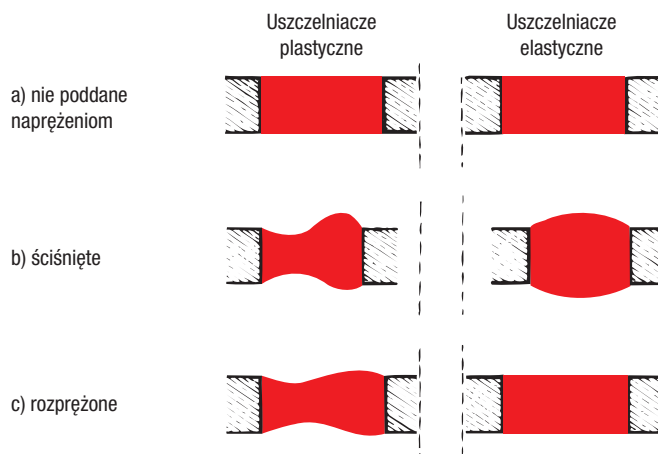 Uszczelniacze
plastyczne
Uszczelniacze
elastyczne
a) nie poddane
naprężeniom
b) ściśnięte
c) rozprężone